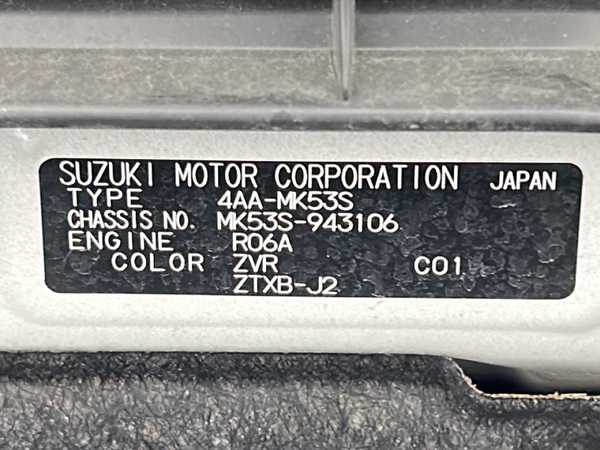 SUZUKI MOTOR CORPORATION JAPAN
TYPE 4AA-MK53S
CHASSIS NO. MK53S-943106
ENGINE R06A
COLOR ZVR C01
ZTXB-J2